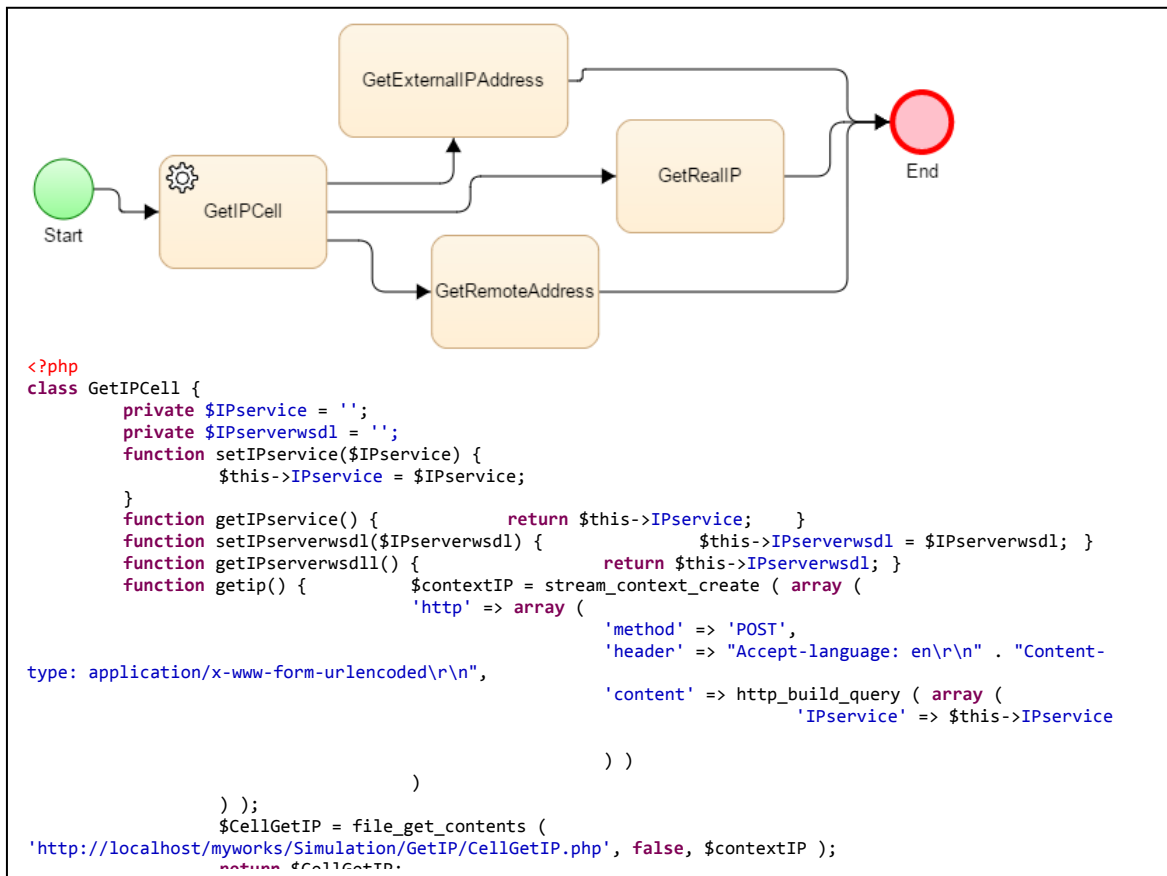 GetExternalIPAddress
GetRealIP
End
GetIPCell
Start
GetRemoteAddress
<?php
class GetIPCell {
private $IPservice = '';
private $IPserverwsdl = '';
function setIPservice($IPservice) {
$this->IPservice = $IPservice;
}
function getIPservice() { return $this->IPservice; }
function setIPserverwsdl($IPserverwsdl) { $this->IPserverwsdl = $IPserverwsdl; }
function getIPserverwsdll() { return $this->IPserverwsdl; }
function getip() { $contextIP = stream_context_create ( array (
'http' => array (
'method' => 'POST',
'header' => "Accept-language: en\r\n" . "Content-
type: application/x-www-form-urlencoded\r\n",
'content' => http_build_query ( array (
'IPservice' => $this->IPservice
) )
)
) );
$CellGetIP = file_get_contents (
'http://localhost/myworks/Simulation/GetIP/CellGetIP.php', false, $contextIP );
return $CellGetIP;